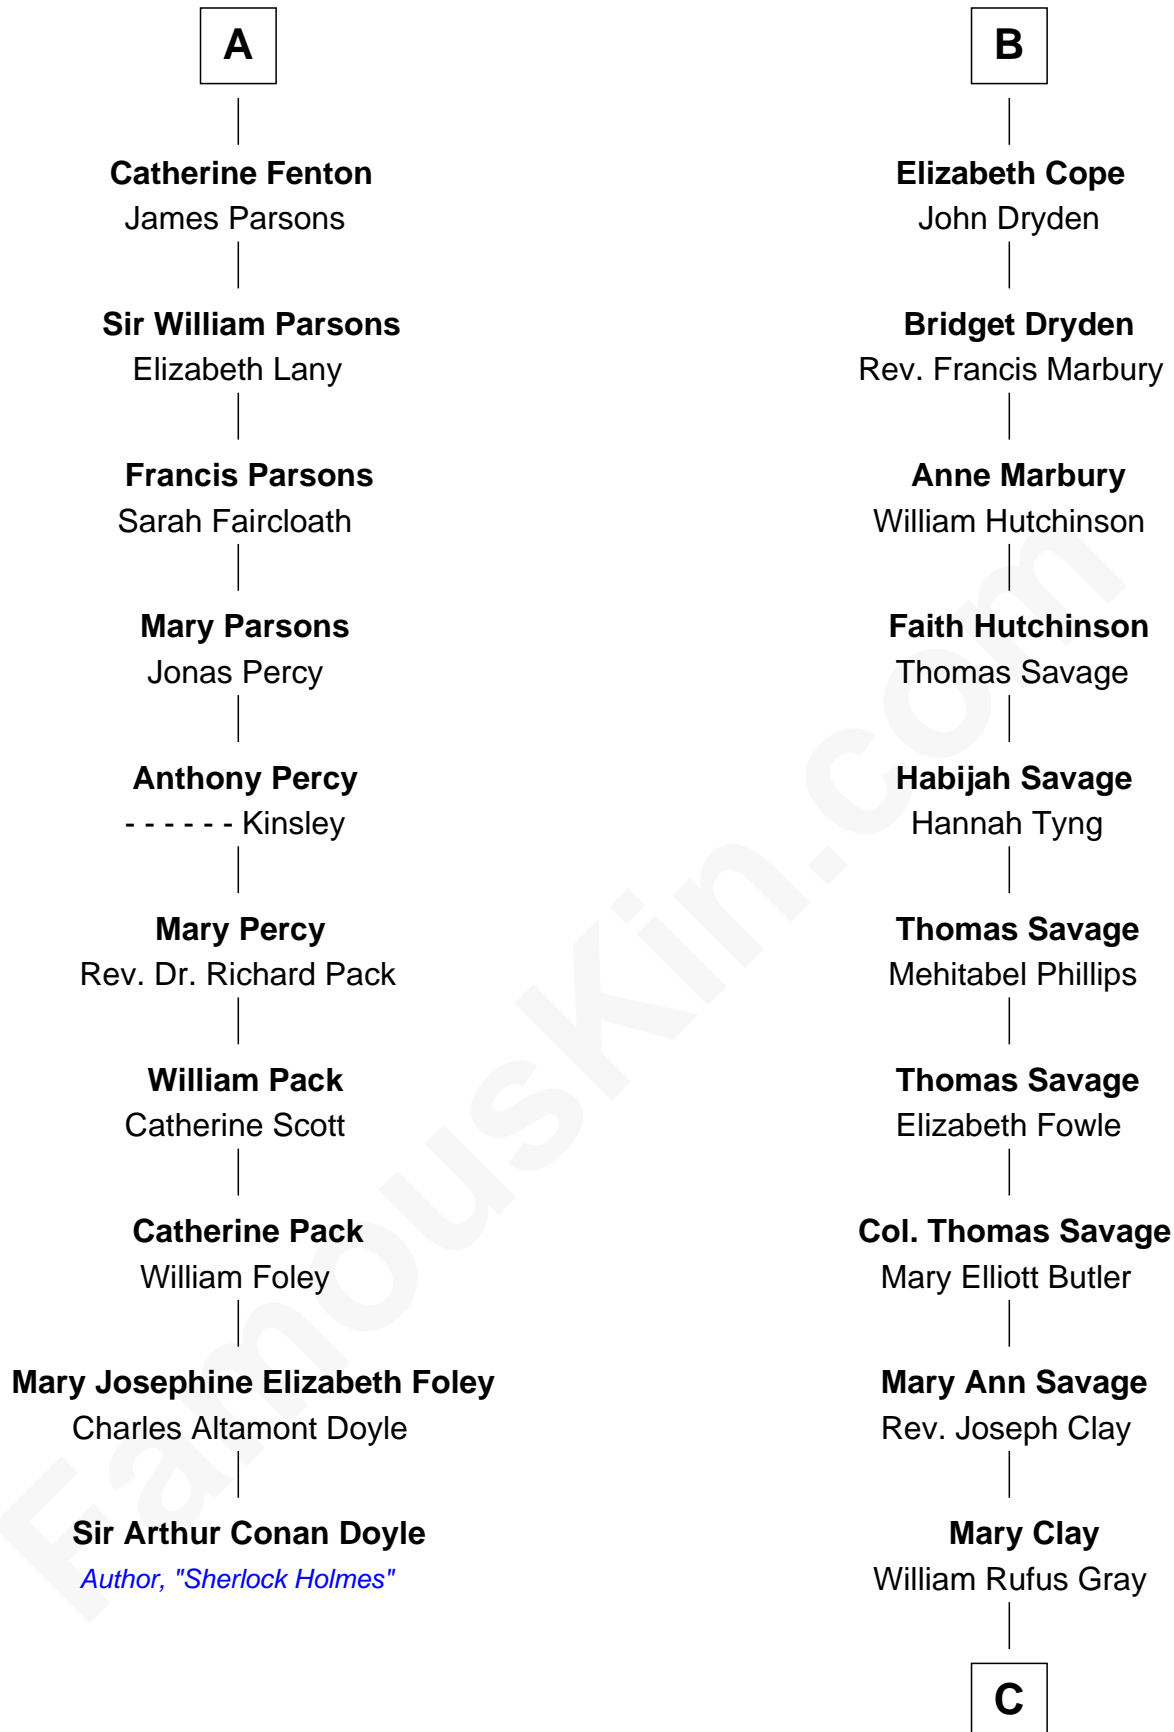 A
Catherine Fenton
James Parsons
Sir William Parsons
Elizabeth Lany
Francis Parsons
Sarah Faircloath
Mary Parsons
Jonas Percy
Anthony Percy
- - - - - - Kinsley
Mary Percy
Rev. Dr. Richard Pack
William Pack
Catherine Scott
Catherine Pack
William Foley
Mary Josephine Elizabeth Foley
Charles Altamont Doyle
Sir Arthur Conan Doyle
Author, "Sherlock Holmes"
B
Elizabeth Cope
John Dryden
Bridget Dryden
Rev. Francis Marbury
Anne Marbury
William Hutchinson
Faith Hutchinson
Thomas Savage
Habijah Savage
Hannah Tyng
Thomas Savage
Mehitabel Phillips
Thomas Savage
Elizabeth Fowle
Col. Thomas Savage
Mary Elliott Butler
Mary Ann Savage
Rev. Joseph Clay
Mary Clay
William Rufus Gray
C
FamousKin.com